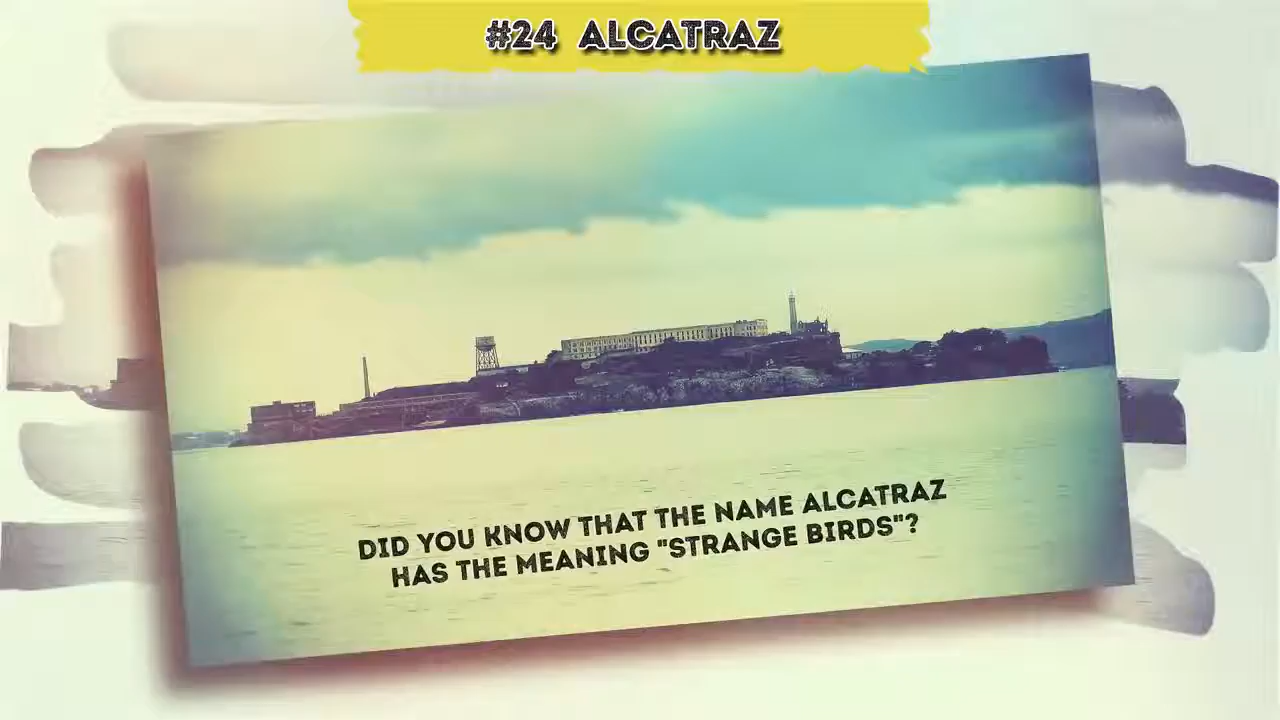 #24 ALCATRAZ
DID YOU KNOW THAT THE NAME ALCATRAZ
HAS THE MEANING "STRANGE BIRDS"?